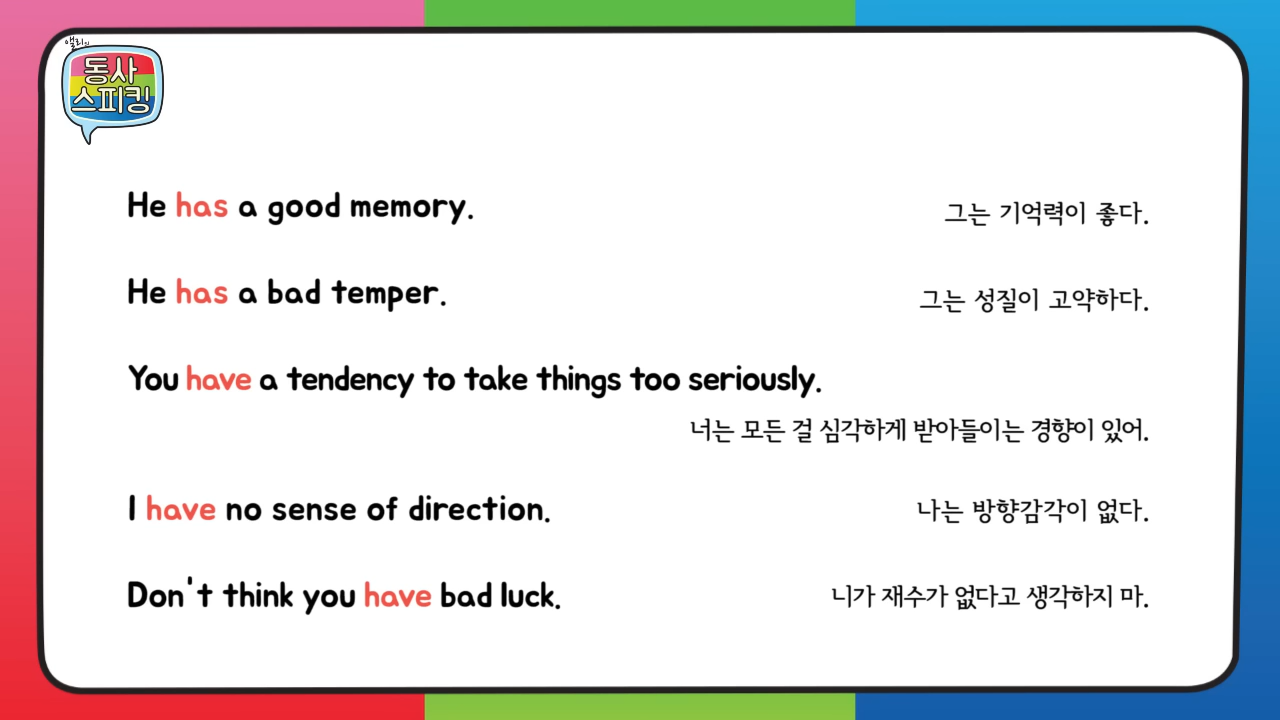 앨리의
동사
스피킹
He has a good memory. 그는 기억력이 좋다.
He has a bad temper. 그는 성질이 고약하다.
You have a tendency to take things too seriously.
너는 모든 걸 심각하게 받아들이는 경향이 있어.
I have no sense of direction. 나는 방향감각이 없다.
Don't think you have bad luck. 니가 재수가 없다고 생각하지 마.